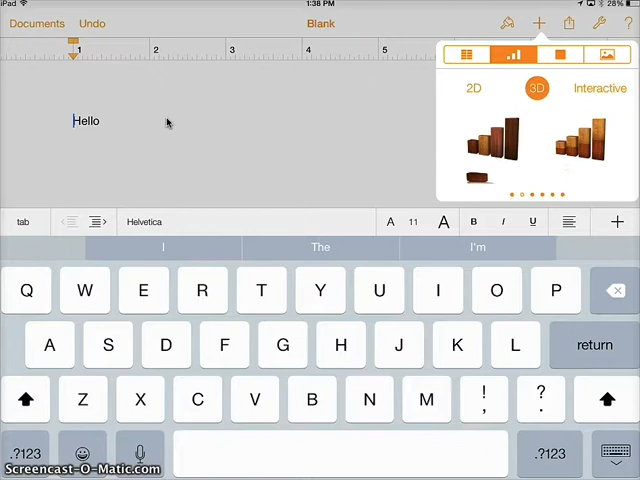 iPad 1:38 PM 28%
Documents Undo Blank + ?
1 2 3 4 5
2D 3D Interactive
Hello
tab Helvetica A 11 A B I U +
I The I'm
Q W E R T Y U I O P
A S D F G H J K L return
Z X C V B N M ! , ? .
.?123 .?123
Screencast-O-Matic.com